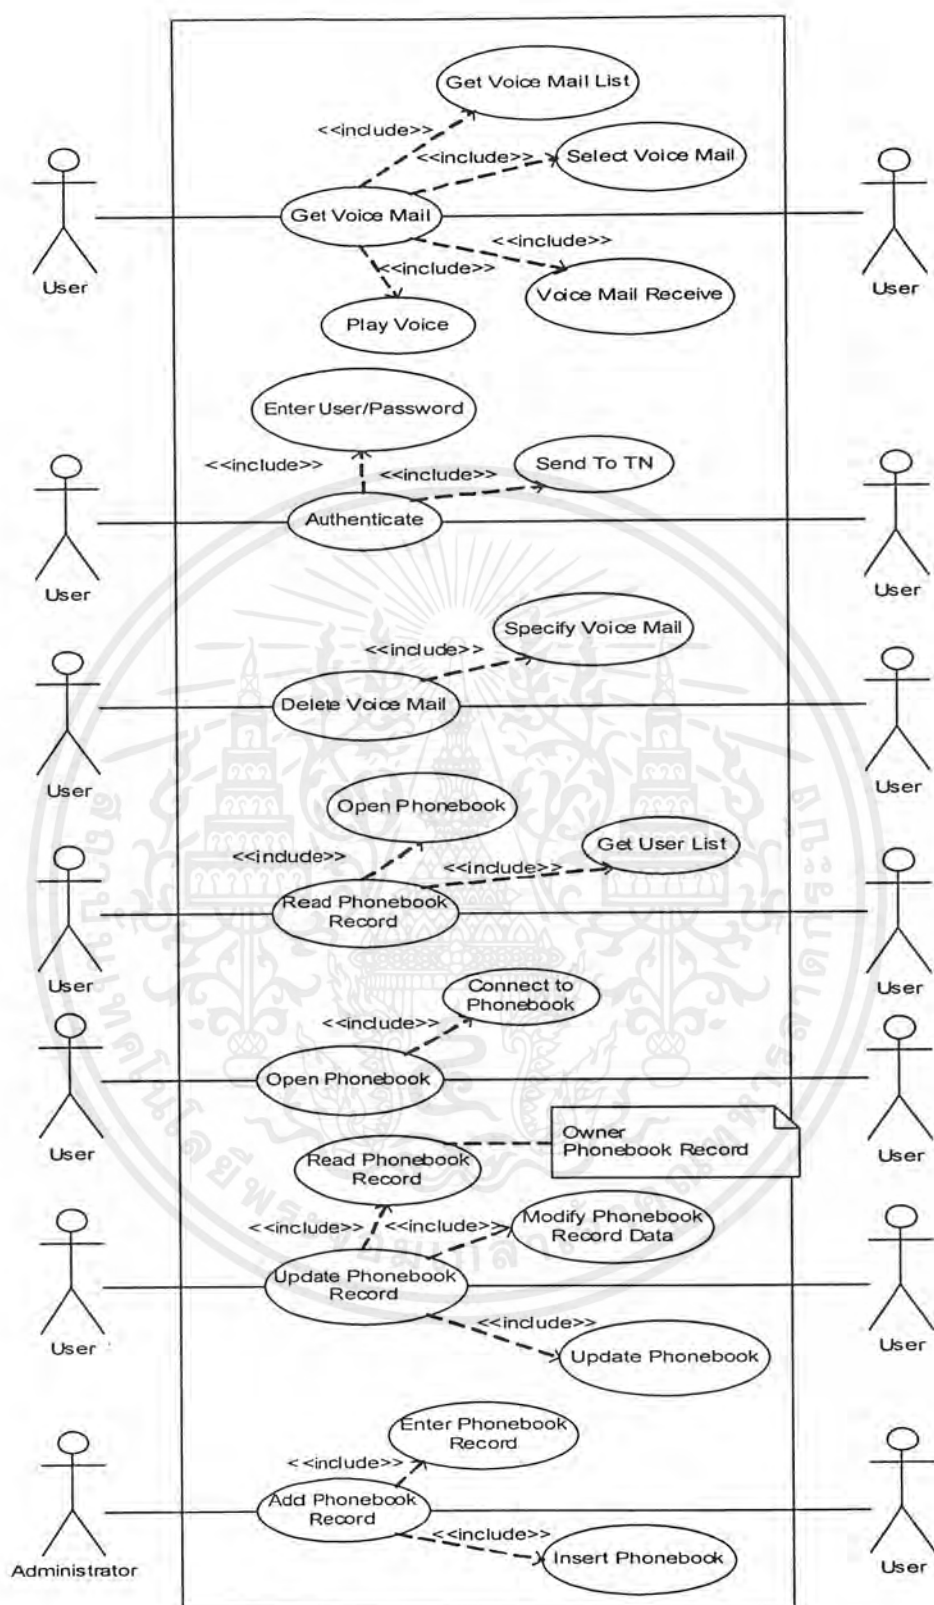 Get Voice Mail List
<<include>>
<<include>>
Select Voice Mail
Get Voice Mail
<<include>>
<<include>>
User
User
Voice Mail Receive
Play Voice
Enter User/Password
<<include>>
<<include>>
Send To TN
Authenticate
User
User
Specify Voice Mail
<<include>>
Delete Voice Mail
User
User
Open Phonebook
Get User List
<<include>>
<<include>>
Read Phonebook
Record
User
User
Connect to
Phonebook
<<include>>
Open Phonebook
User
User
Owner
Phonebook Record
Read Phonebook
Record
<<include>>
<<include>>
Modify Phonebook
Record Data
Update Phonebook
Record
<<include>>
User
User
Update Phonebook
Enter Phonebook
Record
<<include>>
Add Phonebook
Record
<<include>>
Insert Phonebook
Administrator
User